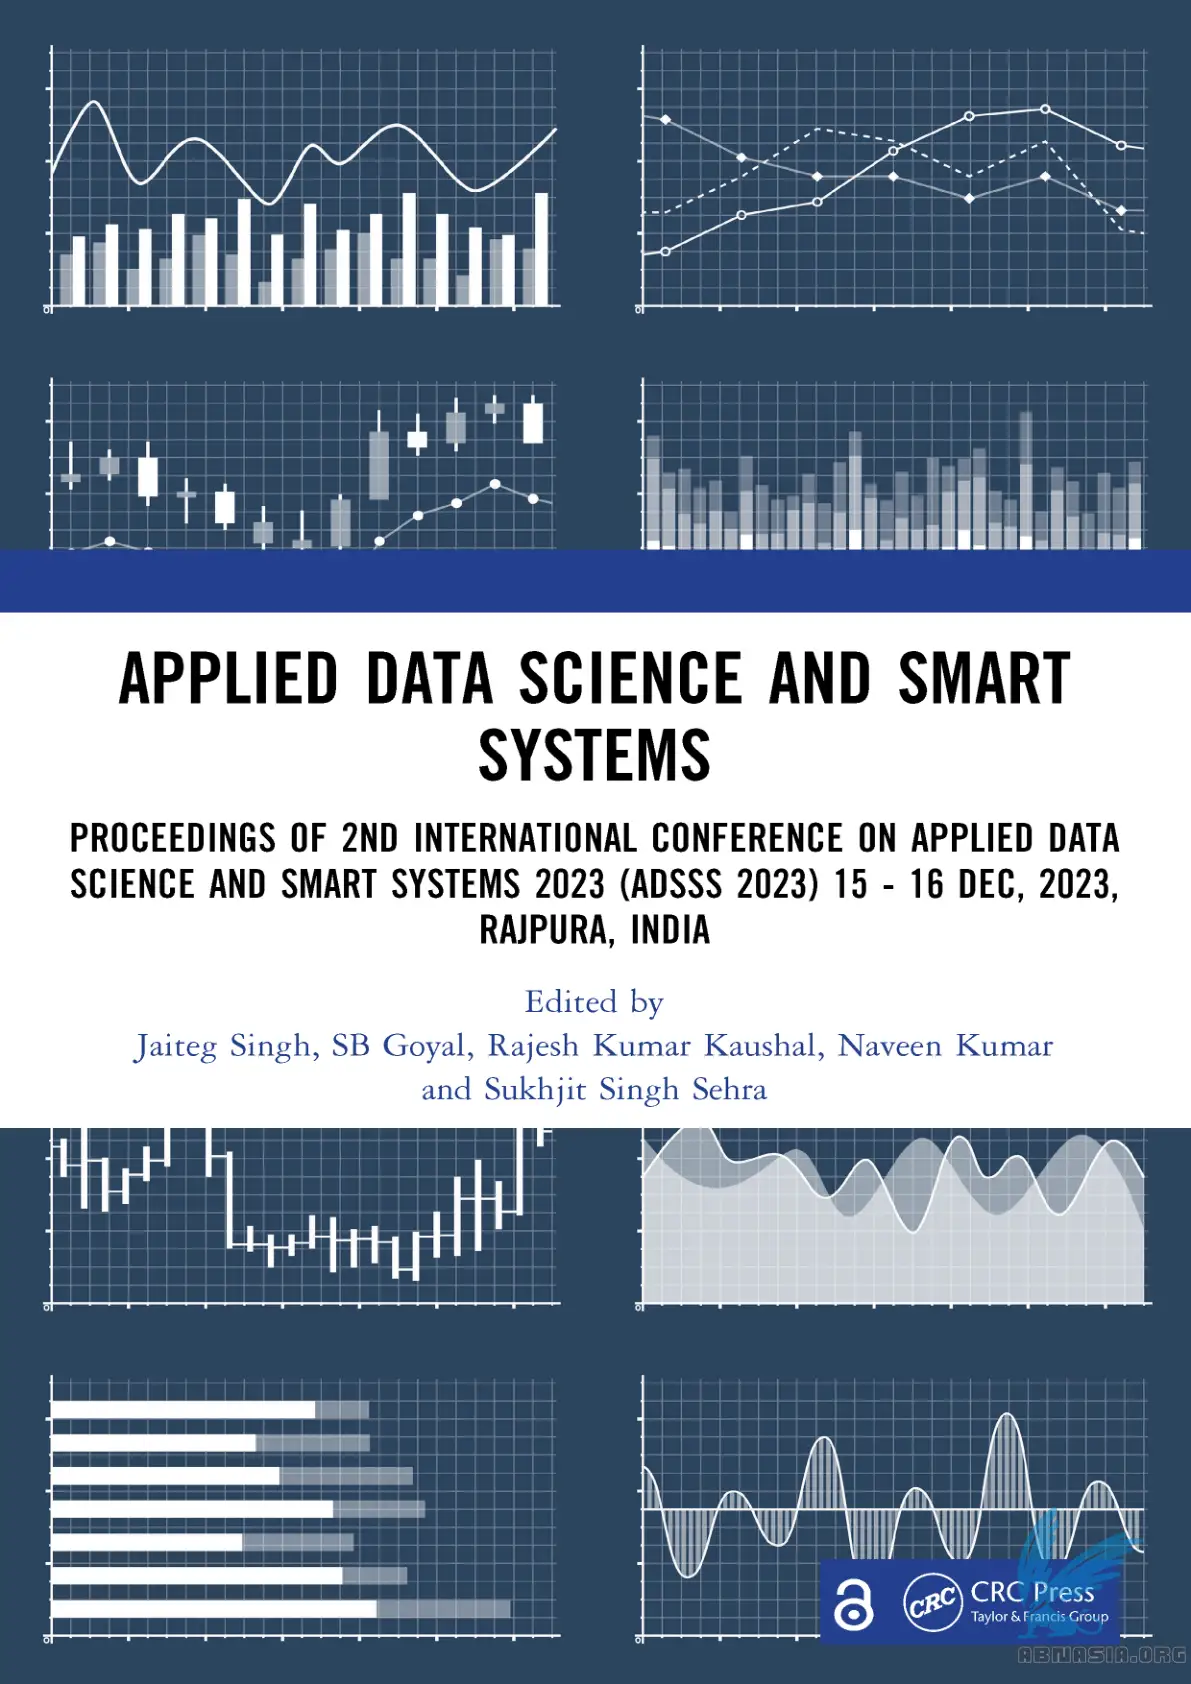 APPLIED DATA SCIENCE AND SMART
SYSTEMS
PROCEEDINGS OF 2ND INTERNATIONAL CONFERENCE ON APPLIED DATA
SCIENCE AND SMART SYSTEMS 2023 (ADSSS 2023) 15 - 16 DEC, 2023,
RAJPURA, INDIA
Edited by
Jaiteg Singh, SB Goyal, Rajesh Kumar Kaushal, Naveen Kumar
and Sukhjit Singh Sehra
CRC
CRC Press
Taylor & Francis Group
ABNASIA.ORG